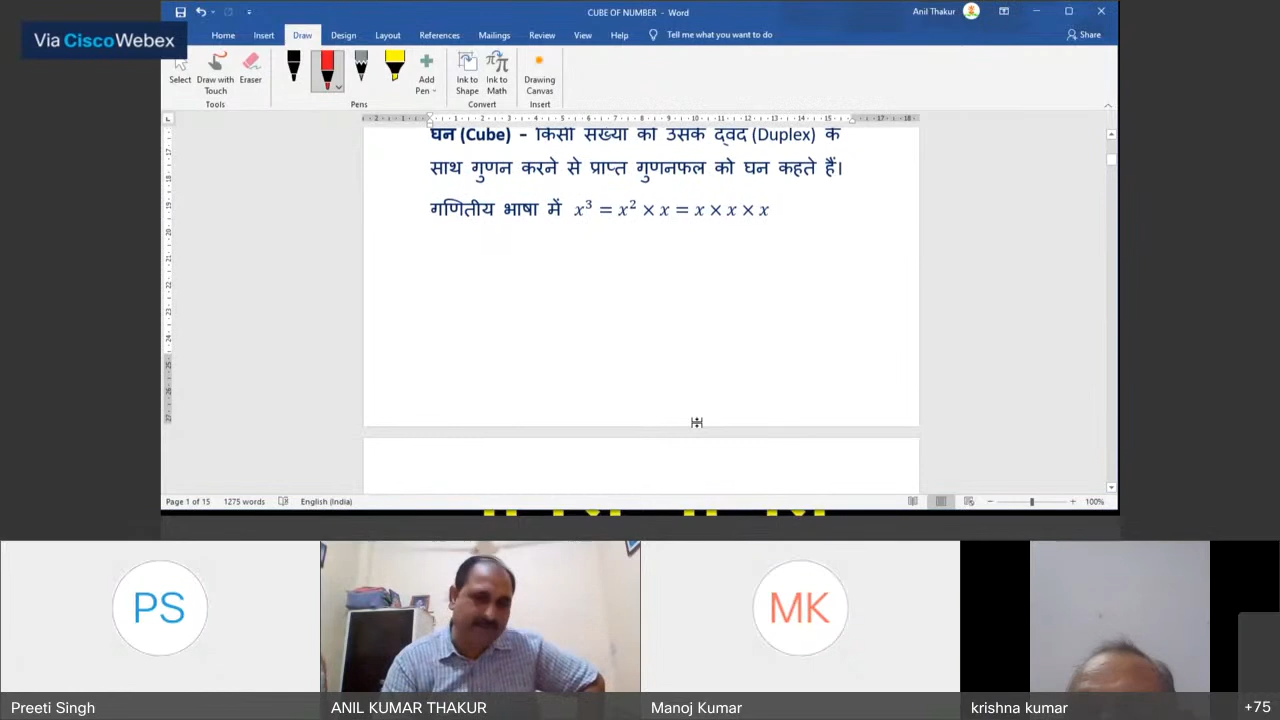 CUBE OF NUMBER - Word
Anil Thakur
Via Cisco Webex
Home Insert Draw Design Layout References Mailings Review View Help Tell me what you want to do
Share
Select Draw with Touch Eraser
Add Pen
Ink to Shape Ink to Math
Drawing Canvas
Tools Pens Convert Insert
घन (Cube) – किसी संख्या को उसके द्वंद (Duplex) के
साथ गुणन करने से प्राप्त गुणनफल को घन कहते हैं।
गणितीय भाषा में x³ = x² × x = x × x × x
Page 1 of 15 1275 words English (India)
100%
PS
MK
Preeti Singh
ANIL KUMAR THAKUR
Manoj Kumar
krishna kumar
+75